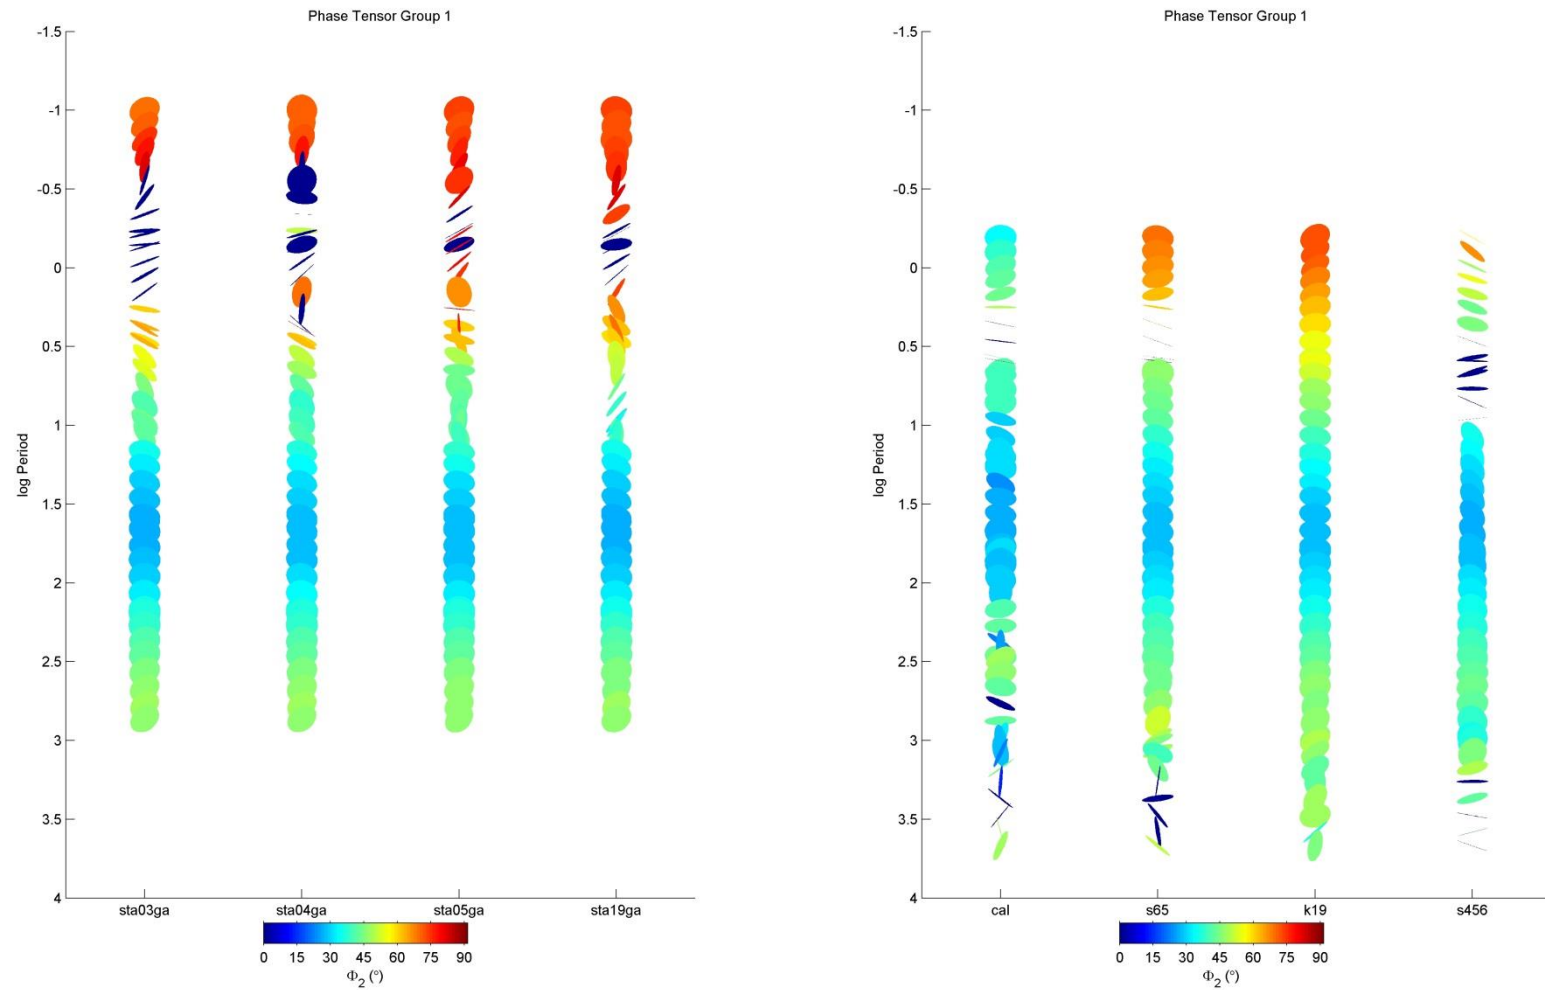 Phase Tensor Group 1
-1.5
-1
-0.5
0
0.5
1
1.5
2
2.5
3
3.5
4
log Period
sta03ga sta04ga sta05ga sta19ga
0 15 30 45 60 75 90
Φ2 (°)
Phase Tensor Group 1
-1.5
-1
-0.5
0
0.5
1
1.5
2
2.5
3
3.5
4
log Period
cal s65 k19 s456
0 15 30 45 60 75 90
Φ2 (°)